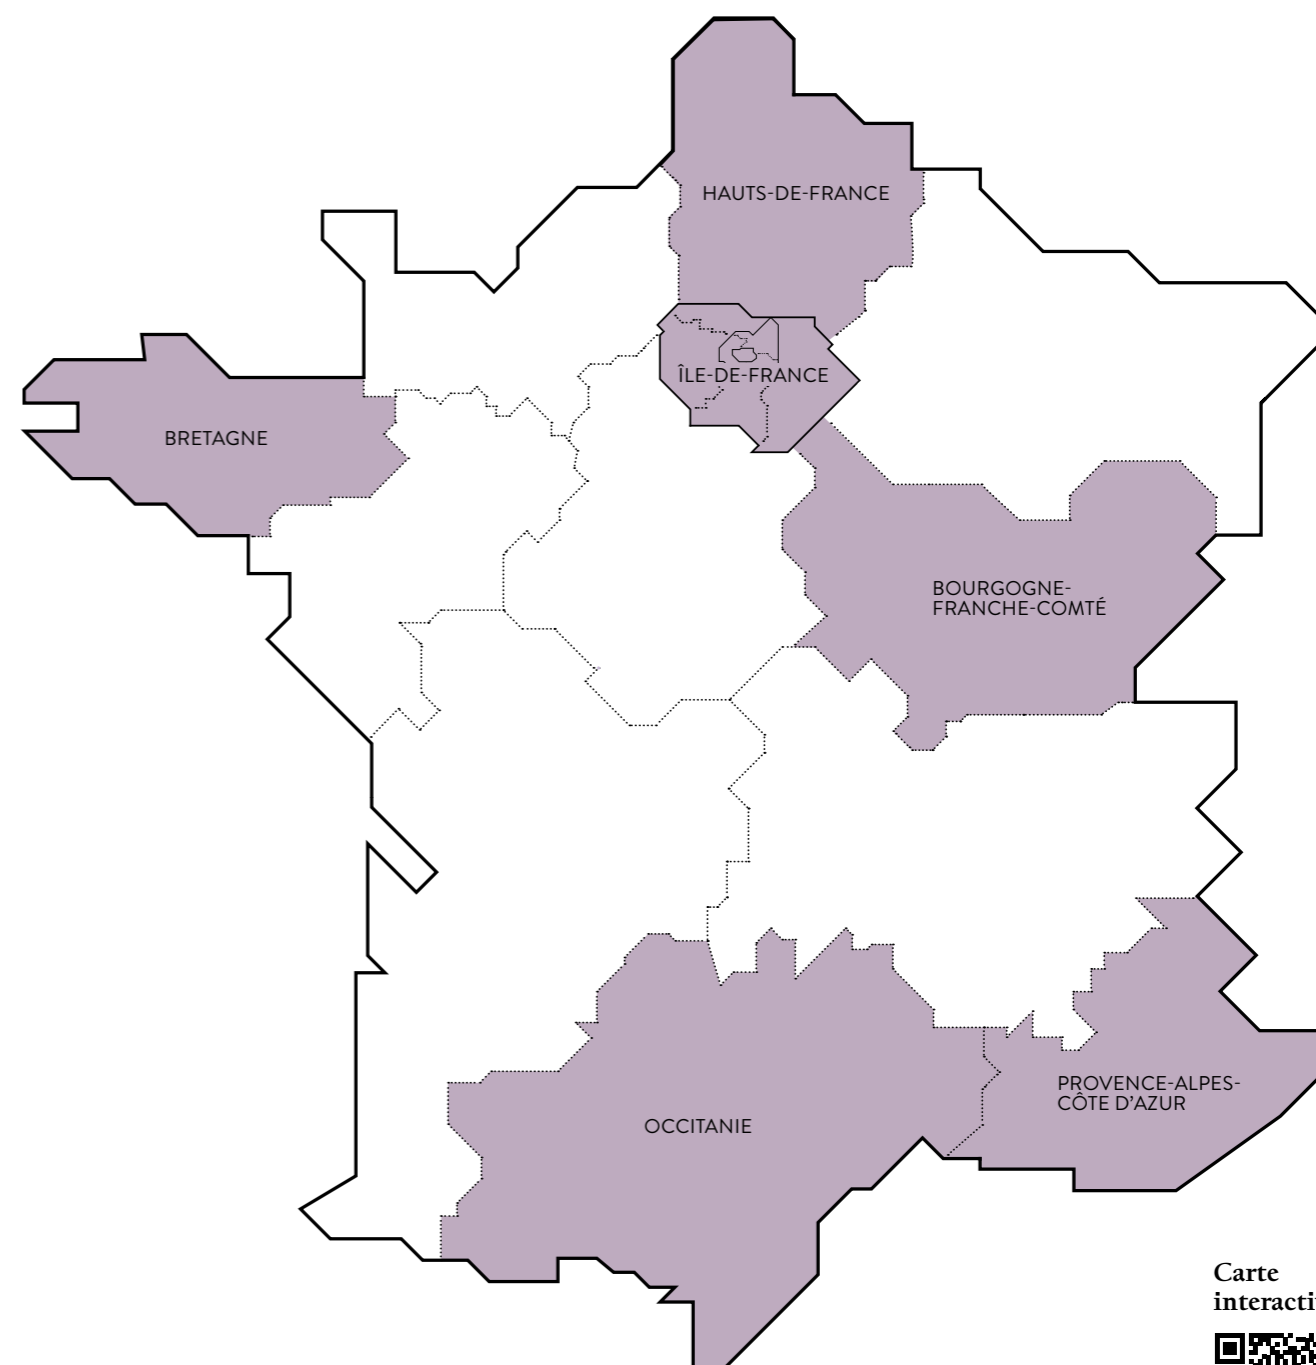 HAUTS-DE-FRANCE
ÎLE-DE-FRANCE
BRETAGNE
BOURGOGNE-
FRANCHE-COMTÉ
PROVENCE-ALPES-
CÔTE D’AZUR
OCCITANIE
Carte